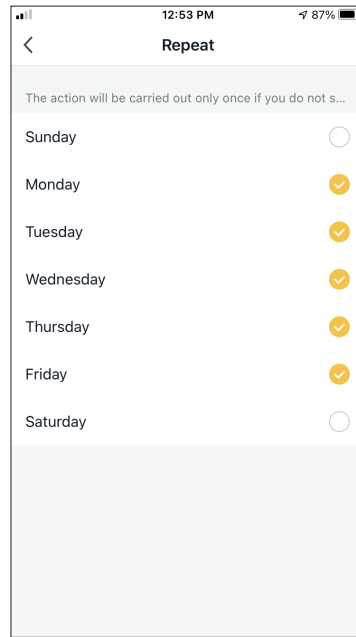 12:53 PM 87%
Repeat
The action will be carried out only once if you do not s...
Sunday
Monday
Tuesday
Wednesday
Thursday
Friday
Saturday